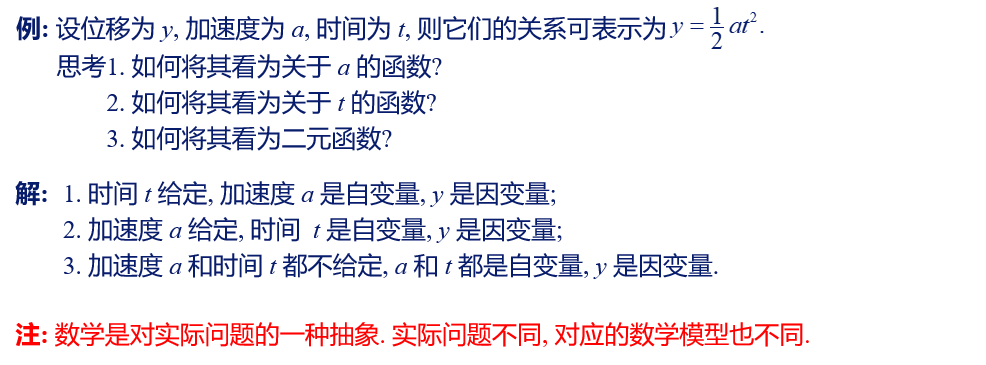 例: 设位移为 y, 加速度为 a, 时间为 t, 则它们的关系可表示为 y = \frac{1}{2} at².
思考1. 如何将其看为关于 a 的函数?
2. 如何将其看为关于 t 的函数?
3. 如何将其看为二元函数?
解: 1. 时间 t 给定, 加速度 a 是自变量, y 是因变量;
2. 加速度 a 给定, 时间 t 是自变量, y 是因变量;
3. 加速度 a 和时间 t 都不给定, a 和 t 都是自变量, y 是因变量.
注: 数学是对实际问题的一种抽象. 实际问题不同, 对应的数学模型也不同.